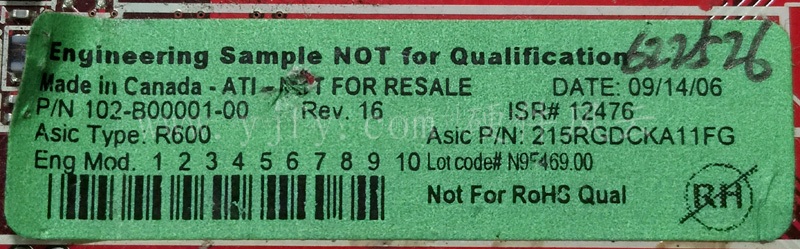 Engineering Sample NOT for Qualification 622526
Made in Canada - ATI - NOT FOR RESALE DATE: 09/14/06
P/N 102-B00001-00 Rev. 16 ISR# 12476
Asic Type: R600 Asic P/N: 215RGDCKA11FG
Eng Mod. 1 2 3 4 5 6 7 8 9 10 Lot code# N9F469.00
Not For RoHS Qual
RH